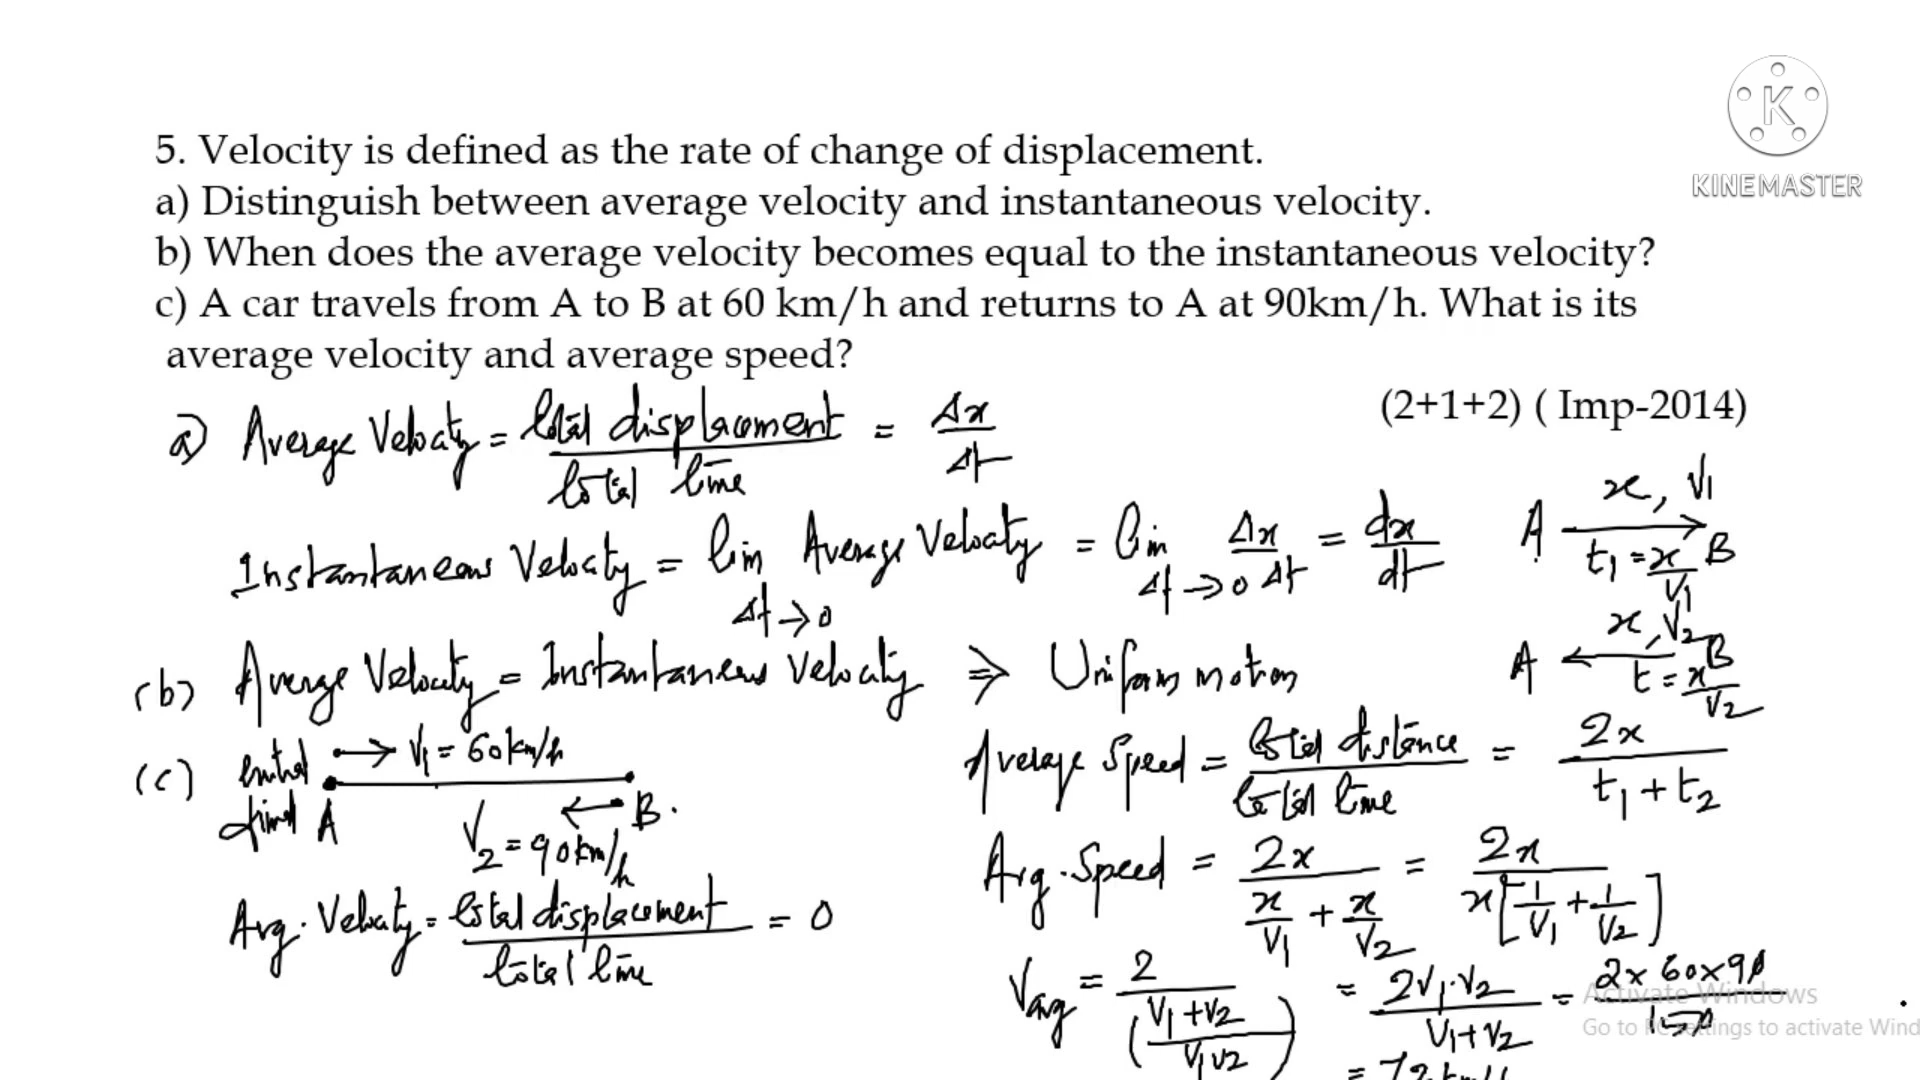 K
KINEMASTER
5. Velocity is defined as the rate of change of displacement.
a) Distinguish between average velocity and instantaneous velocity.
b) When does the average velocity becomes equal to the instantaneous velocity?
c) A car travels from A to B at 60 km/h and returns to A at 90km/h. What is its
average velocity and average speed?
(2+1+2) ( Imp-2014)
a) Average Velocity = total displacement / total time = Δx / Δt
Instantaneous Velocity = lim Δt→0 Average Velocity = lim Δt→0 Δx / Δt = dx / dt
A → B x, V1
t1 = x / V1
(b) Average Velocity = Instantaneous Velocity ⇒ Uniform motion
A ← B x, V2
t = x / V2
(c) initial final A → V1 = 60km/h
← B.
V2 = 90km/h
Avg. Velocity = total displacement / total time = 0
Average Speed = total distance / total time = 2x / t1 + t2
Avg. Speed = 2x / x/V1 + x/V2 = 2x / x[1/V1 + 1/V2]
Vavg = 2 / (V1+V2 / V1V2) = 2V1.V2 / V1+V2 = 2x60x90 / 150
= 72 km/h
Activate Windows
Go to PC settings to activate Wind